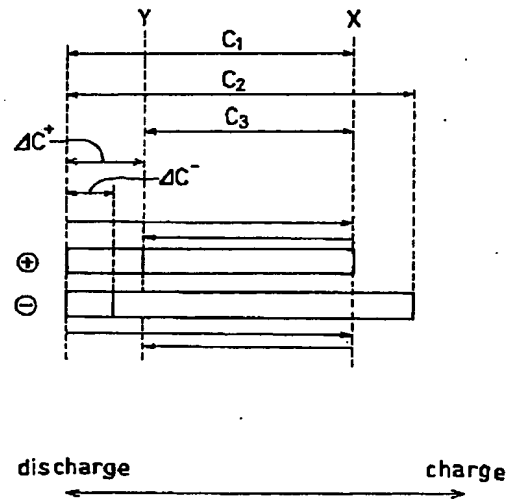 Y X
C₁
C₂
C₃
ΔC⁺
ΔC⁻
⊕
⊖
discharge charge